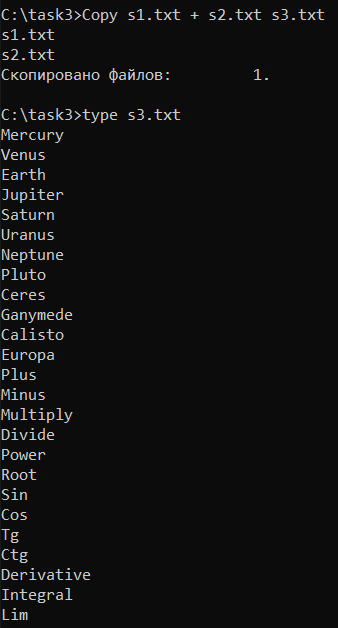 C:\task3>Copy s1.txt + s2.txt s3.txt
s1.txt
s2.txt
Скопировано файлов:         1.

C:\task3>type s3.txt
Mercury
Venus
Earth
Jupiter
Saturn
Uranus
Neptune
Pluto
Ceres
Ganymede
Calisto
Europa
Plus
Minus
Multiply
Divide
Power
Root
Sin
Cos
Tg
Ctg
Derivative
Integral
Lim